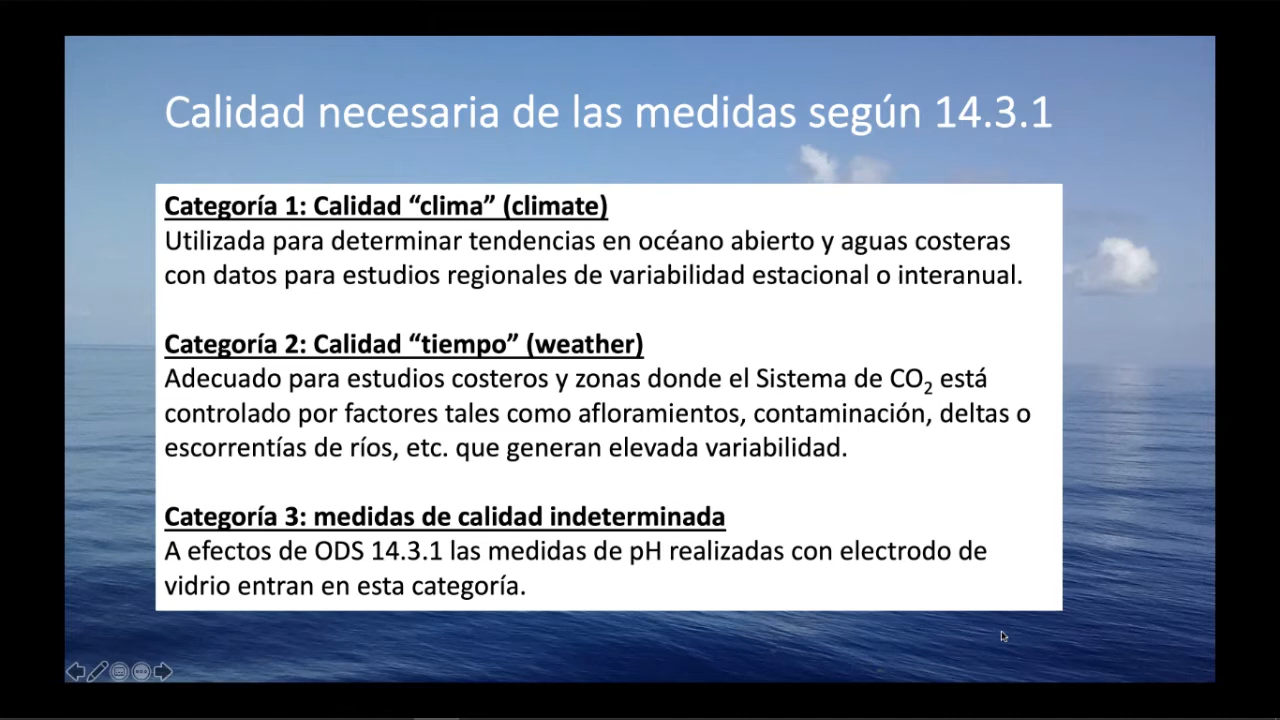 Calidad necesaria de las medidas según 14.3.1
Categoría 1: Calidad “clima” (climate)
Utilizada para determinar tendencias en océano abierto y aguas costeras
con datos para estudios regionales de variabilidad estacional o interanual.
Categoría 2: Calidad “tiempo” (weather)
Adecuado para estudios costeros y zonas donde el Sistema de CO₂ está
controlado por factores tales como afloramientos, contaminación, deltas o
escorrentías de ríos, etc. que generan elevada variabilidad.
Categoría 3: medidas de calidad indeterminada
A efectos de ODS 14.3.1 las medidas de pH realizadas con electrodo de
vidrio entran en esta categoría.